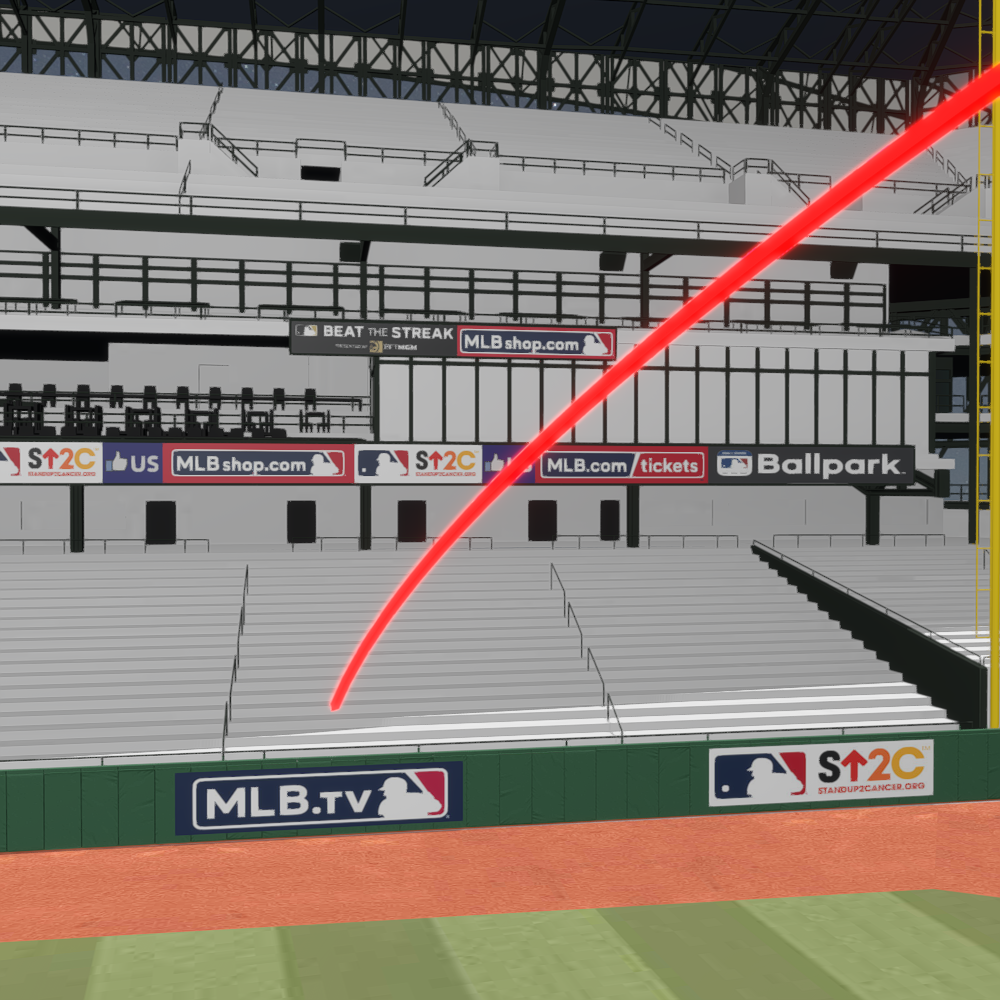 BEAT THE STREAK
PRESENTED BY BETMGM
MLBshop.com
S↑2C
STANDUP2CANCER.ORG
US
MLBshop.com
S↑2C
STANDUP2CANCER.ORG
MLB.com/tickets
Ballpark
MLB.TV
S↑2C
STANDUP2CANCER.ORG